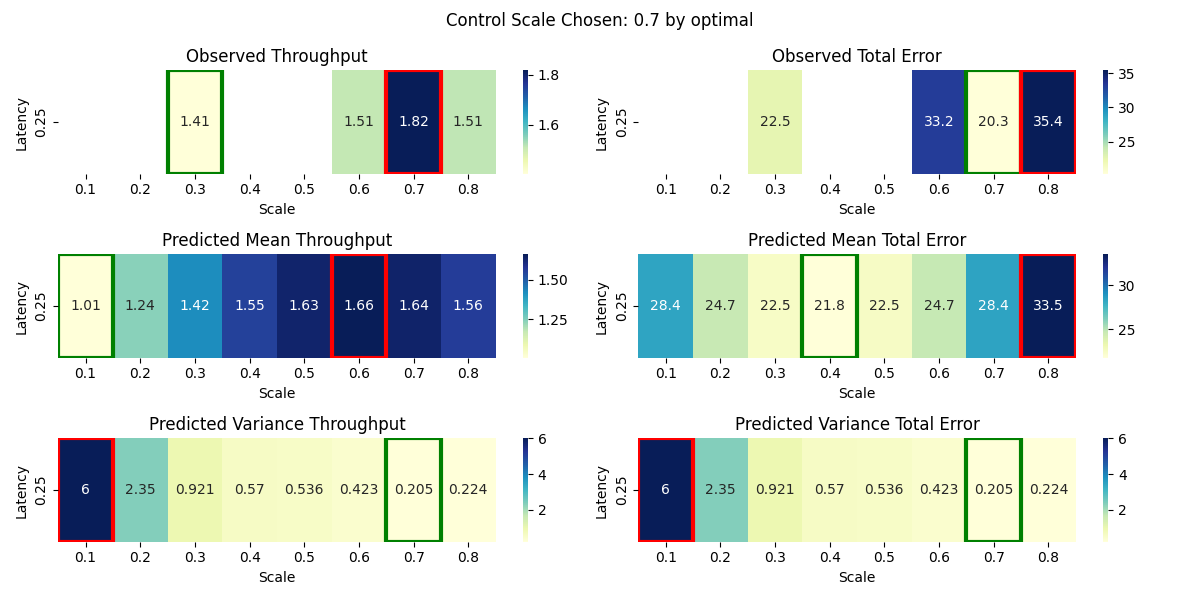 Control Scale Chosen: 0.7 by optimal
Observed Throughput
Latency
0.25
1.41 1.51 1.82 1.51
0.1 0.2 0.3 0.4 0.5 0.6 0.7 0.8
Scale
1.8
1.6
Observed Total Error
Latency
0.25
22.5 33.2 20.3 35.4
0.1 0.2 0.3 0.4 0.5 0.6 0.7 0.8
Scale
35
30
25
Predicted Mean Throughput
Latency
0.25
1.01 1.24 1.42 1.55 1.63 1.66 1.64 1.56
0.1 0.2 0.3 0.4 0.5 0.6 0.7 0.8
Scale
1.50
1.25
Predicted Mean Total Error
Latency
0.25
28.4 24.7 22.5 21.8 22.5 24.7 28.4 33.5
0.1 0.2 0.3 0.4 0.5 0.6 0.7 0.8
Scale
30
25
Predicted Variance Throughput
Latency
0.25
6 2.35 0.921 0.57 0.536 0.423 0.205 0.224
0.1 0.2 0.3 0.4 0.5 0.6 0.7 0.8
Scale
6
4
2
Predicted Variance Total Error
Latency
0.25
6 2.35 0.921 0.57 0.536 0.423 0.205 0.224
0.1 0.2 0.3 0.4 0.5 0.6 0.7 0.8
Scale
6
4
2